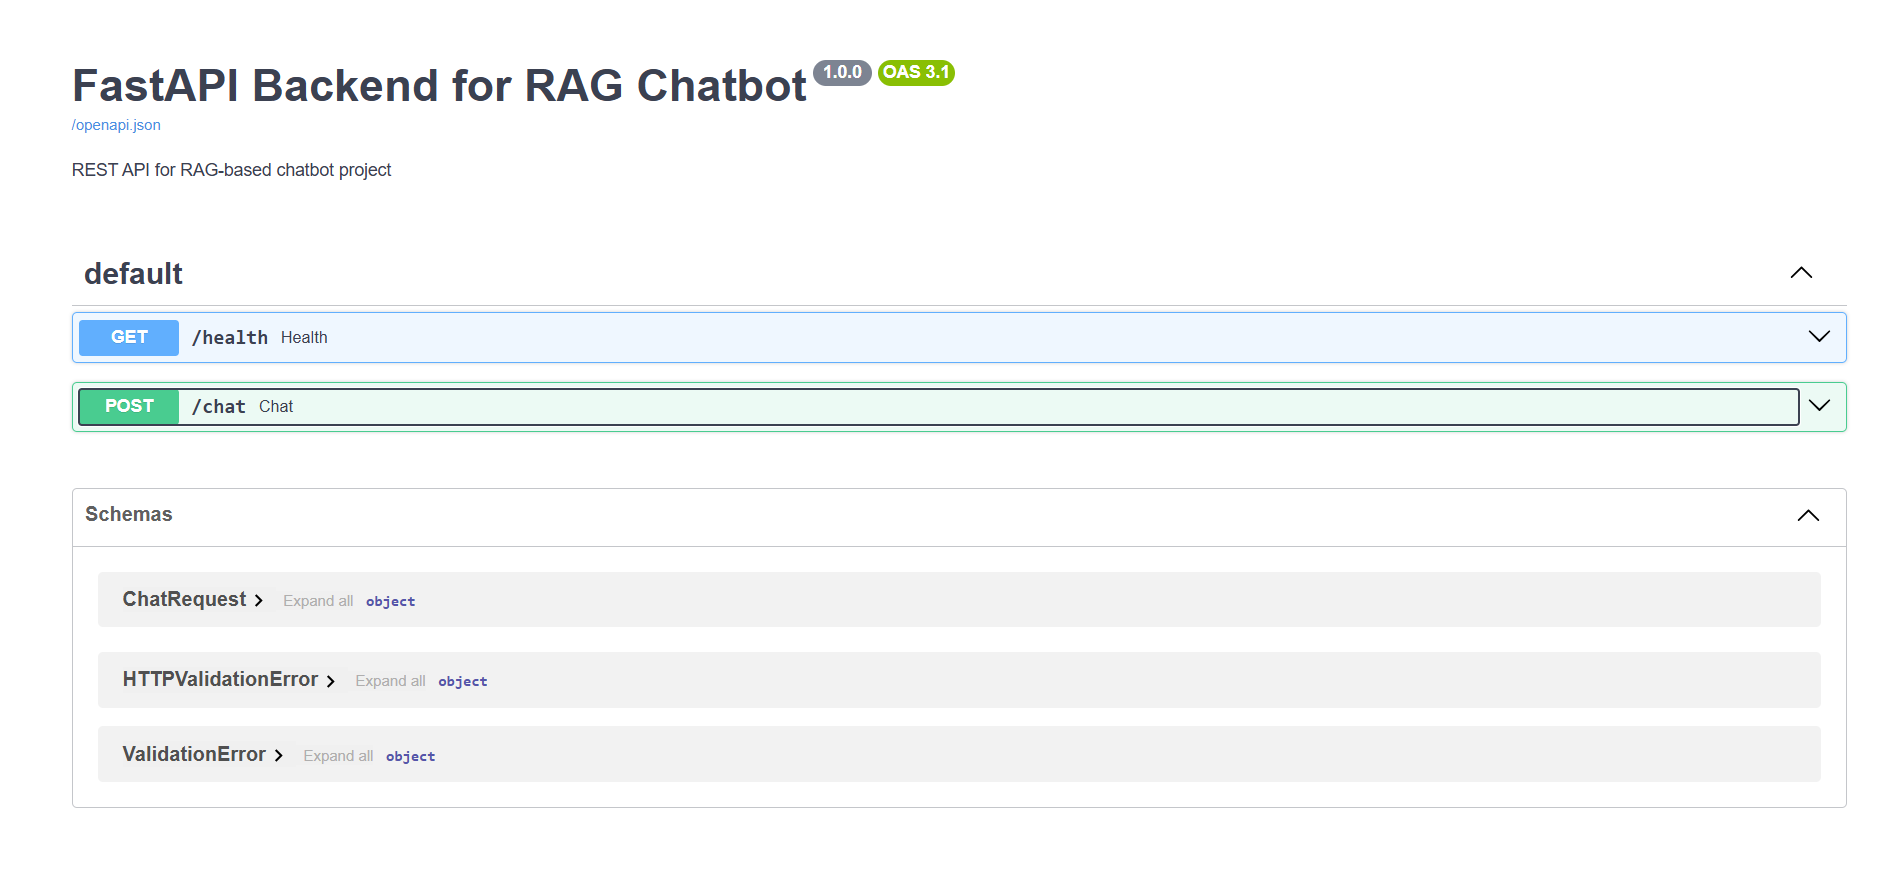 FastAPI Backend for RAG Chatbot 1.0.0 OAS 3.1
/openapi.json
REST API for RAG-based chatbot project
default
GET /health Health
POST /chat Chat
Schemas
ChatRequest Expand all object
HTTPValidationError Expand all object
ValidationError Expand all object